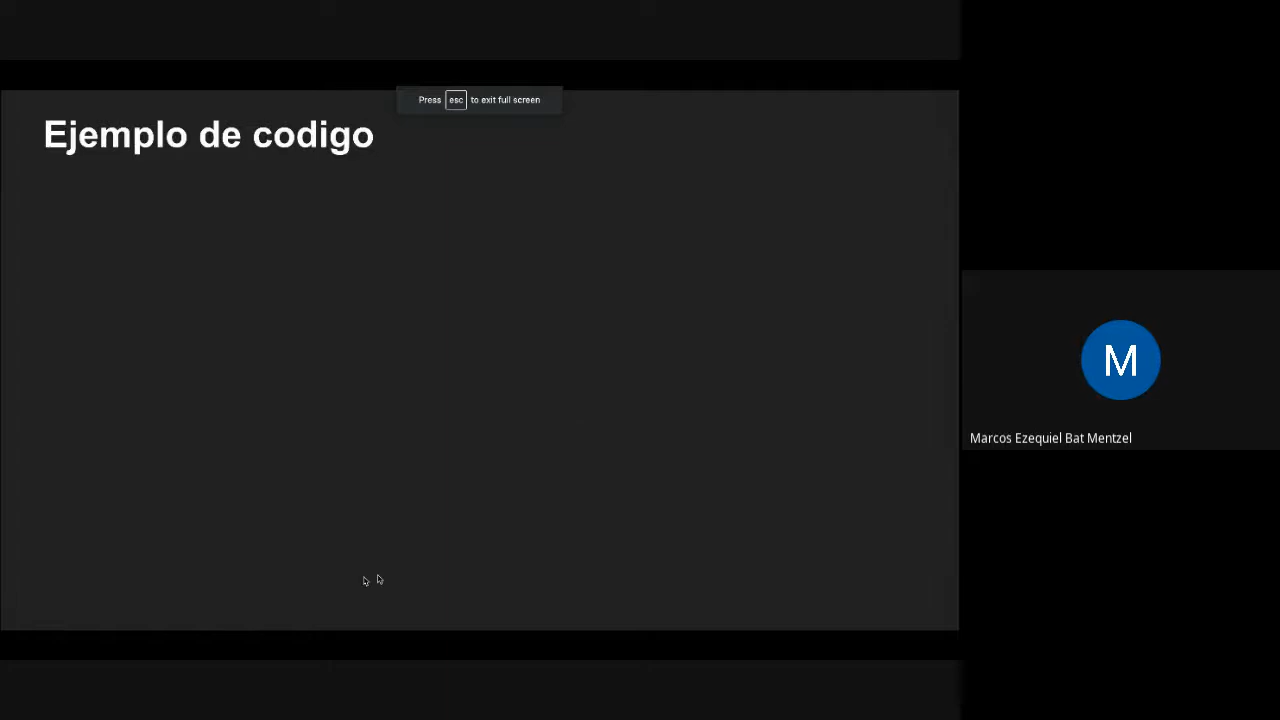 Press esc to exit full screen
Ejemplo de codigo
M
Marcos Ezequiel Bat Mentzel